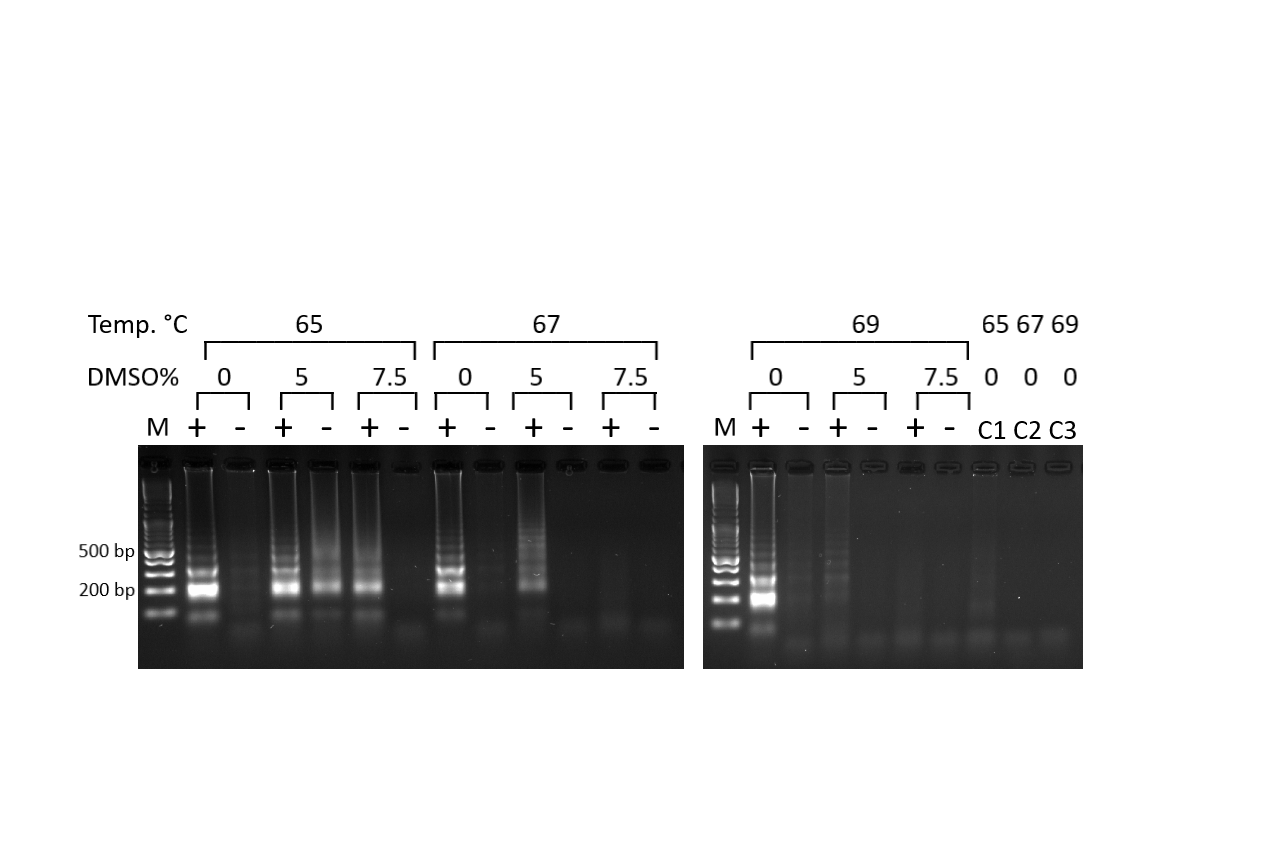 Temp. °C 65 67 69 65 67 69
DMSO% 0 5 7.5 0 5 7.5 0 5 7.5 0 0 0
M + - + - + - + - + - + - M + - + - + - C1 C2 C3
500 bp
200 bp